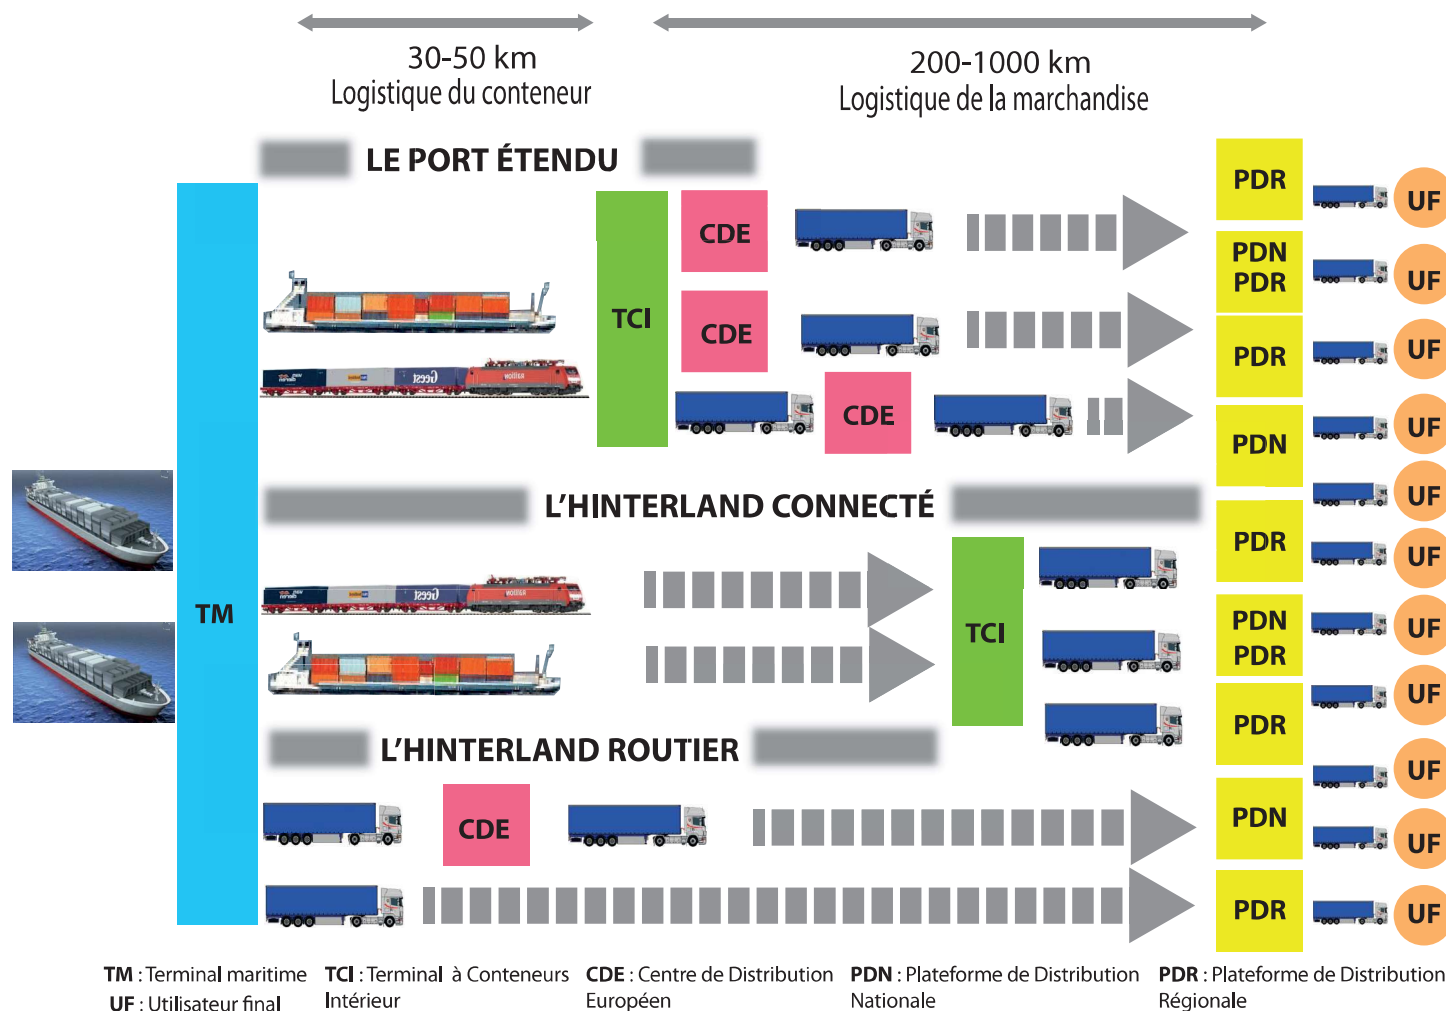 30-50 km
Logistique du conteneur
200-1000 km
Logistique de la marchandise
LE PORT ÉTENDU
PDR
UF
CDE
PDN
PDR
UF
TCI
CDE
PDR
UF
CDE
PDN
UF
L'HINTERLAND CONNECTÉ
UF
PDR
UF
Geest
TM
TCI
PDN
PDR
UF
UF
PDR
L'HINTERLAND ROUTIER
UF
CDE
PDN
UF
PDR
UF
TM : Terminal maritime
UF : Utilisateur final
TCI : Terminal à Conteneurs
Intérieur
CDE : Centre de Distribution
Européen
PDN : Plateforme de Distribution
Nationale
PDR : Plateforme de Distribution
Régionale